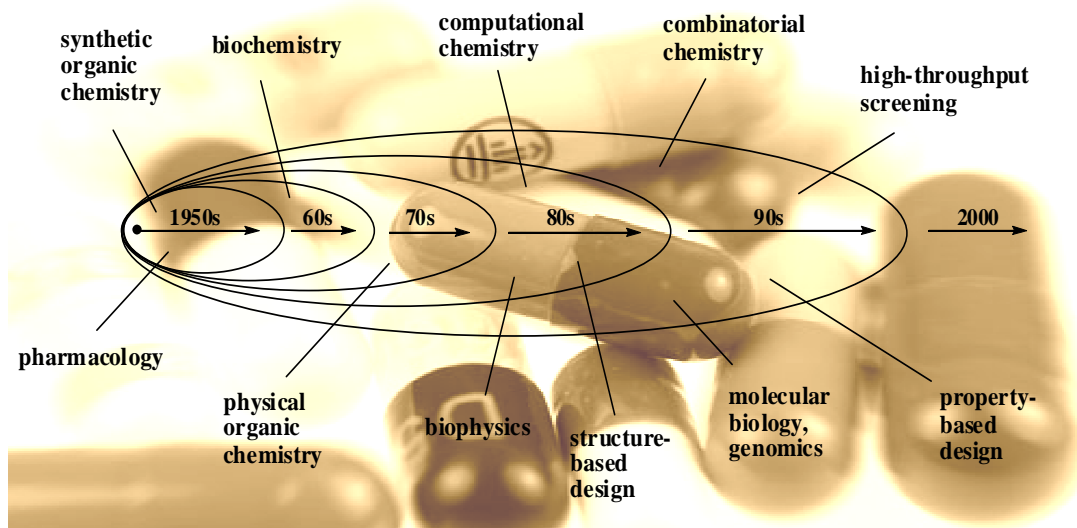 synthetic
organic
chemistry
biochemistry
computational
chemistry
combinatorial
chemistry
high-throughput
screening
1950s
60s
70s
80s
90s
2000
pharmacology
physical
organic
chemistry
biophysics
structure-
based
design
molecular
biology,
genomics
property-
based
design